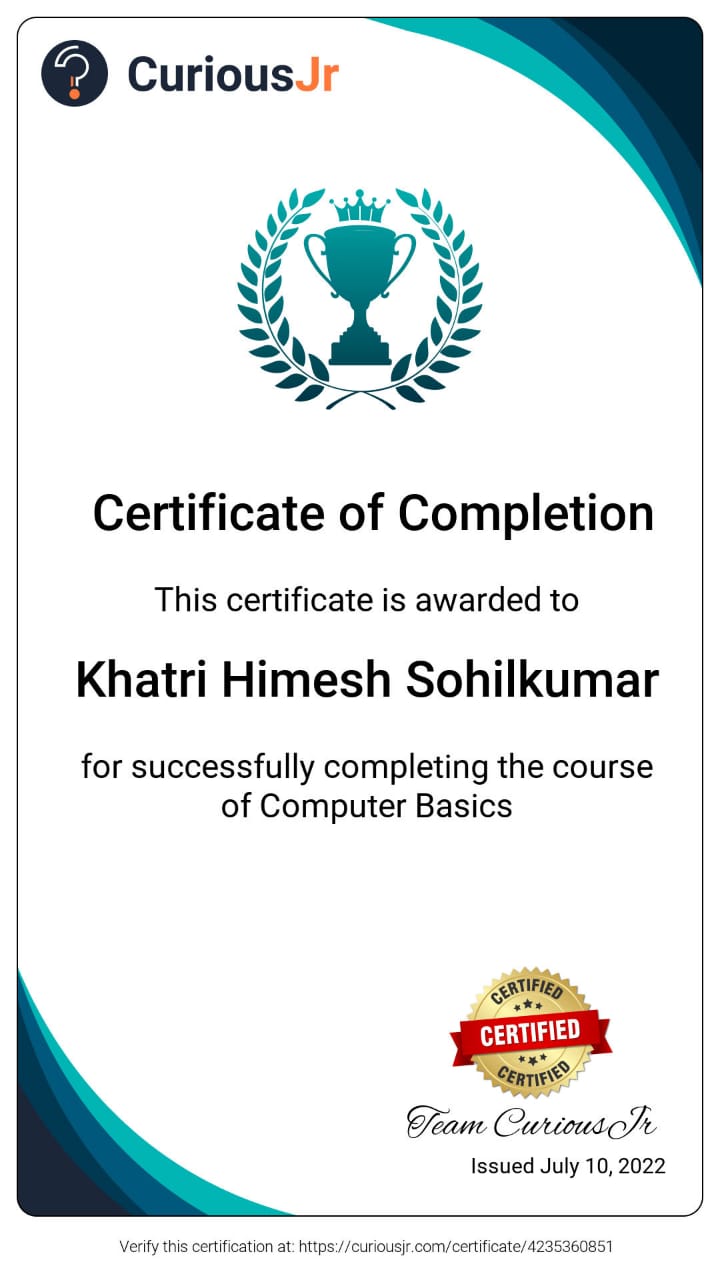 CuriousJr
Certificate of Completion
This certificate is awarded to
Khatri Himesh Sohilkumar
for successfully completing the course
of Computer Basics
CERTIFIED
CERTIFIED
CERTIFIED
Team CuriousJr
Issued July 10, 2022
Verify this certification at: https://curiousjr.com/certificate/4235360851